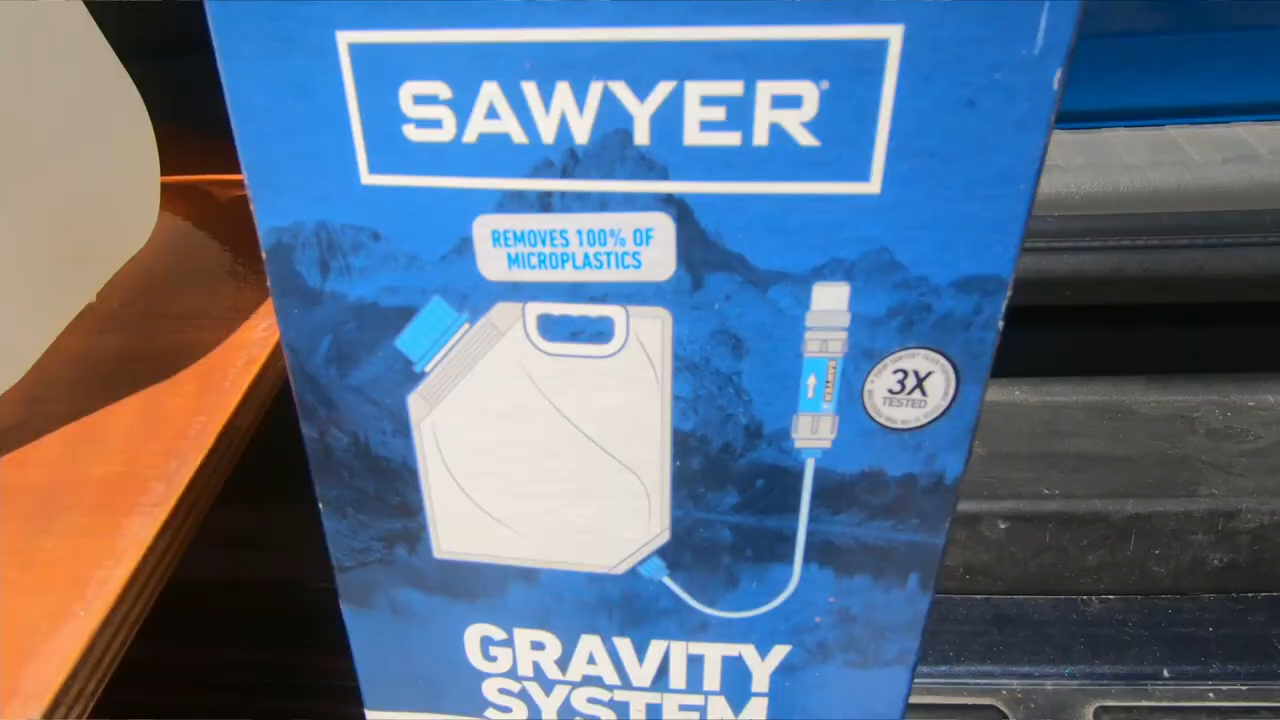 SAWYER
REMOVES 100% OF
MICROPLASTICS
SAWYER
3X
TESTED
GRAVITY
SYSTEM